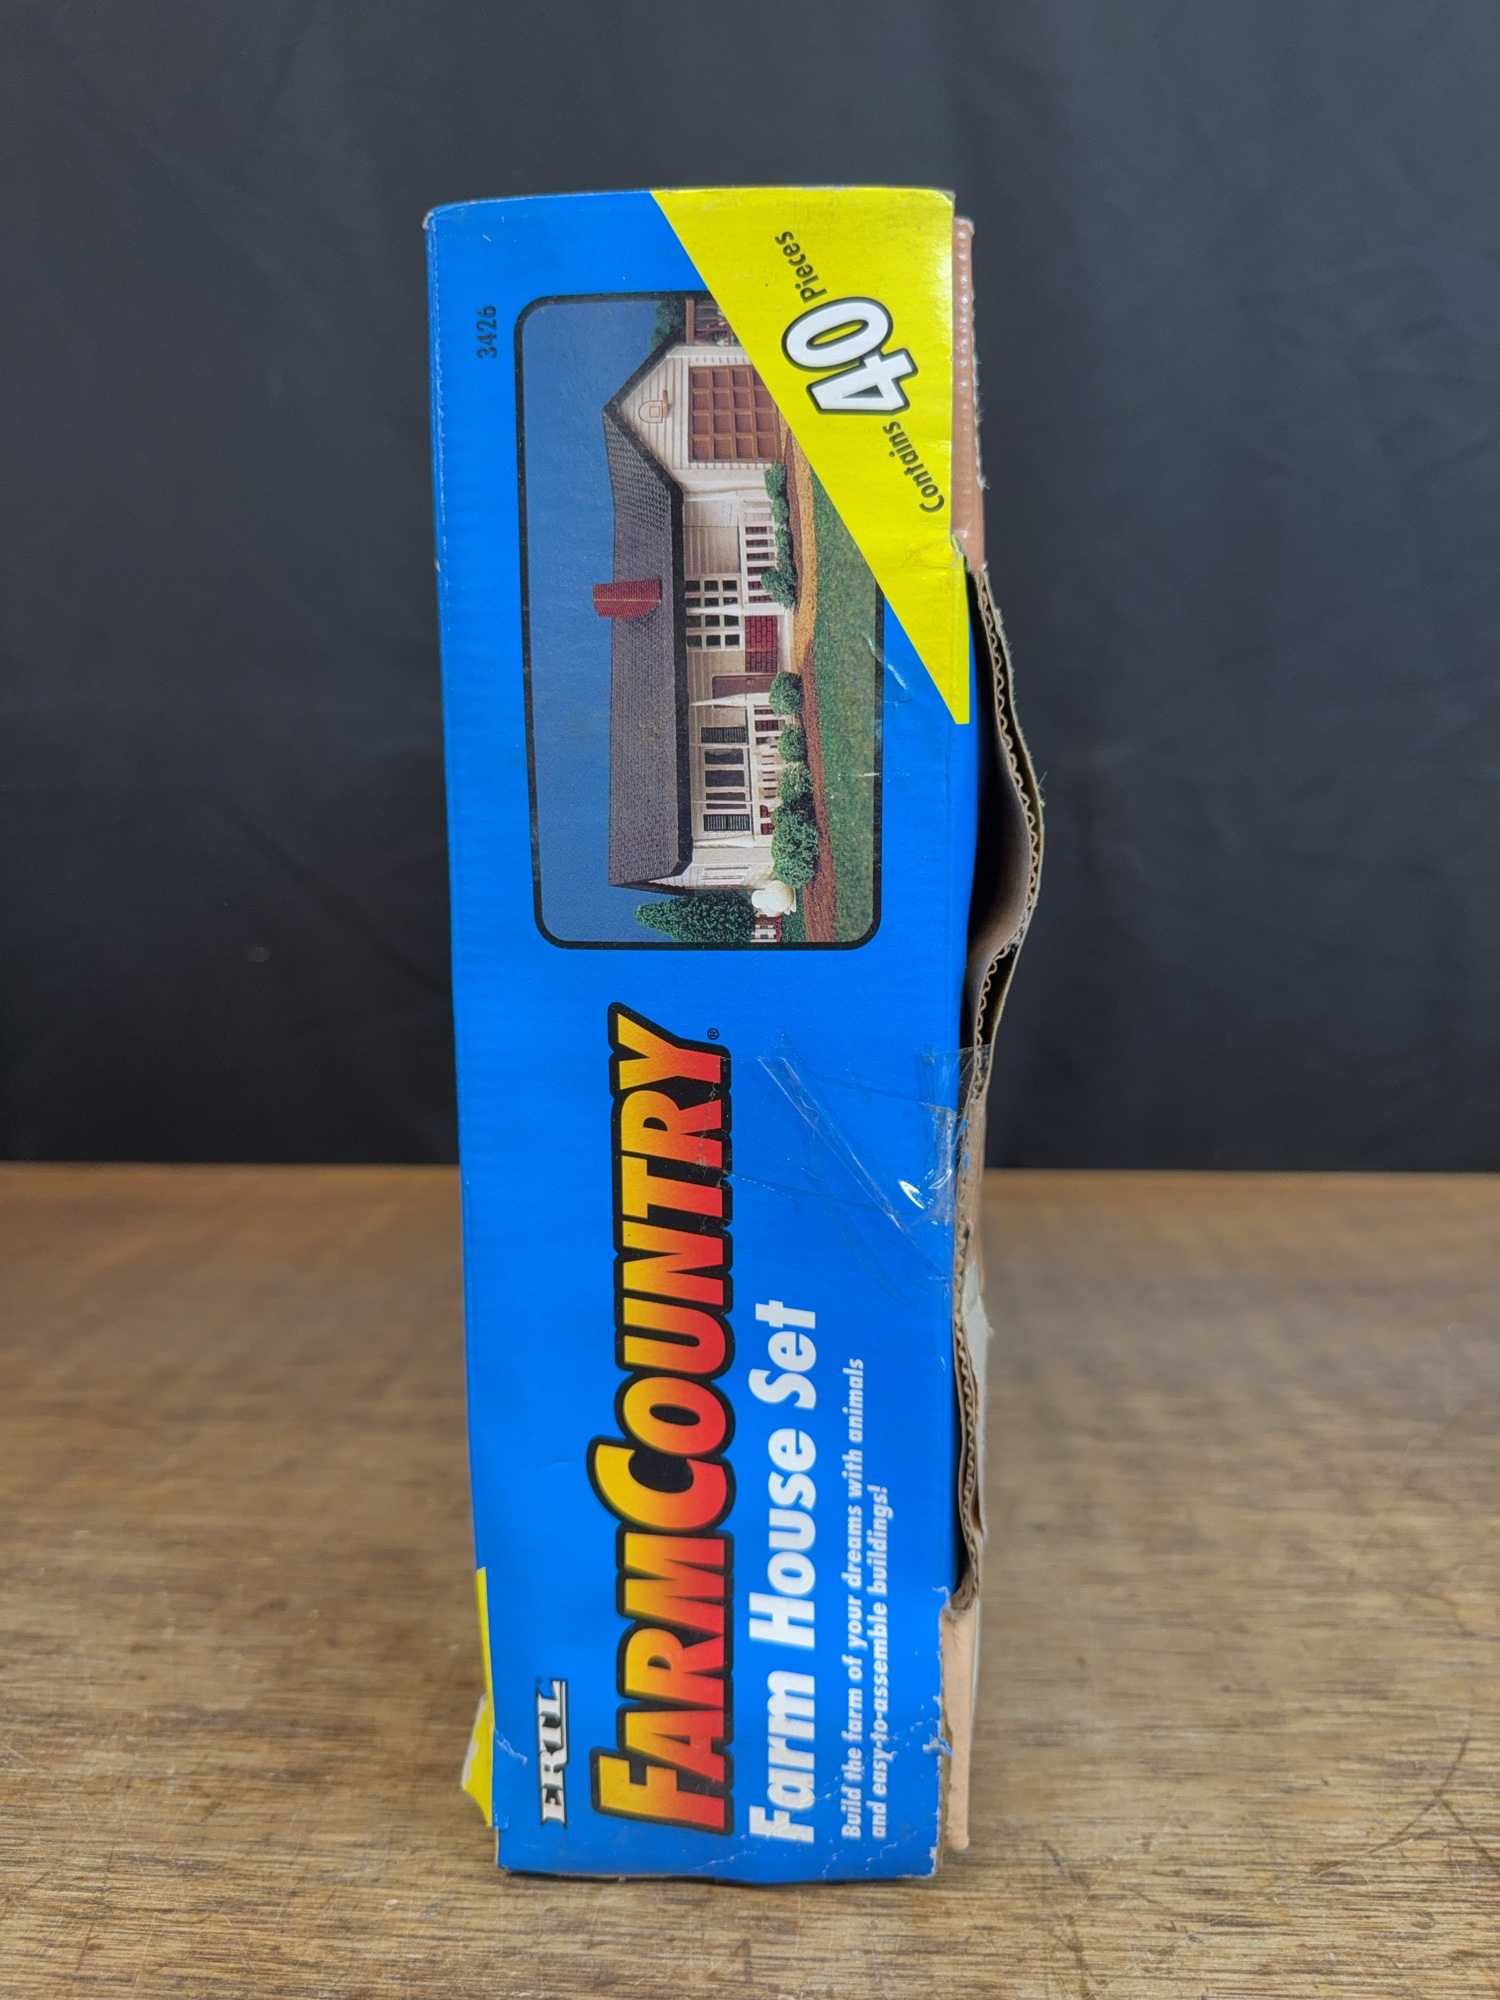 3426
Contains 40 Pieces
ERTL
FARMCOUNTRY®
Farm House Set
Build the farm of your dreams with animals
and easy-to-assemble buildings!